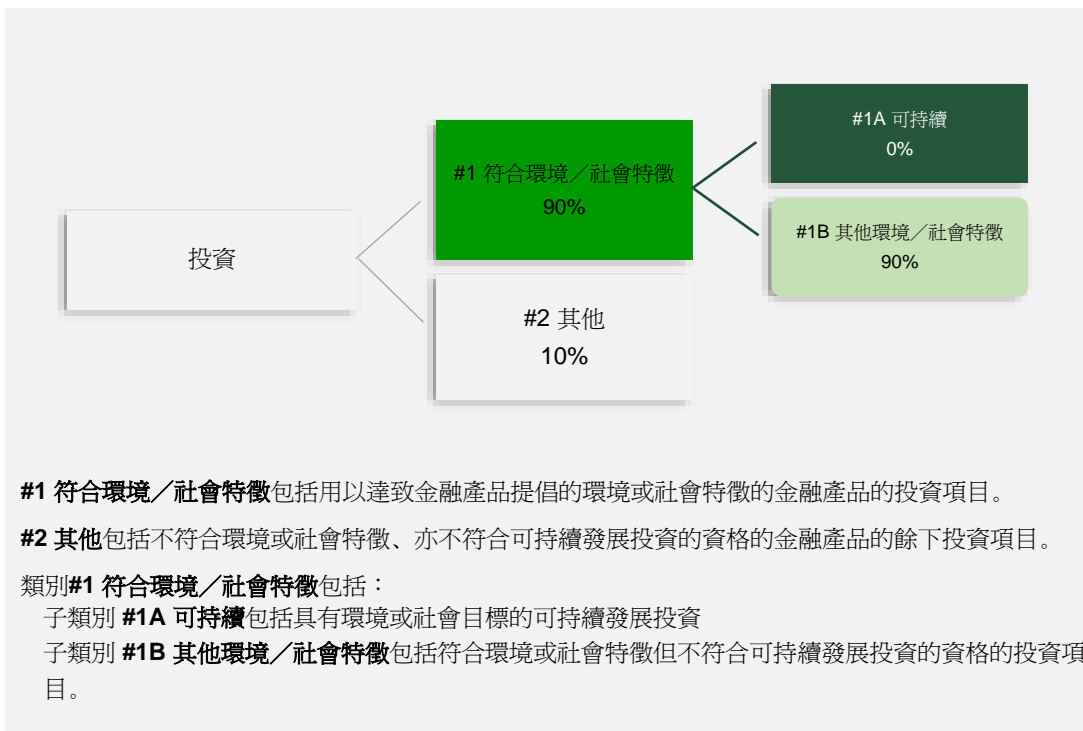 投資
#1 符合環境／社會特徵
90%
#2 其他
10%
#1A 可持續
0%
#1B 其他環境／社會特徵
90%
#1 符合環境／社會特徵包括用以達致金融產品提倡的環境或社會特徵的金融產品的投資項目。
#2 其他包括不符合環境或社會特徵、亦不符合可持續發展投資的資格的金融產品的餘下投資項目。
類別#1 符合環境／社會特徵包括：
子類別 #1A 可持續包括具有環境或社會目標的可持續發展投資
子類別 #1B 其他環境／社會特徵包括符合環境或社會特徵但不符合可持續發展投資的資格的投資項
目。